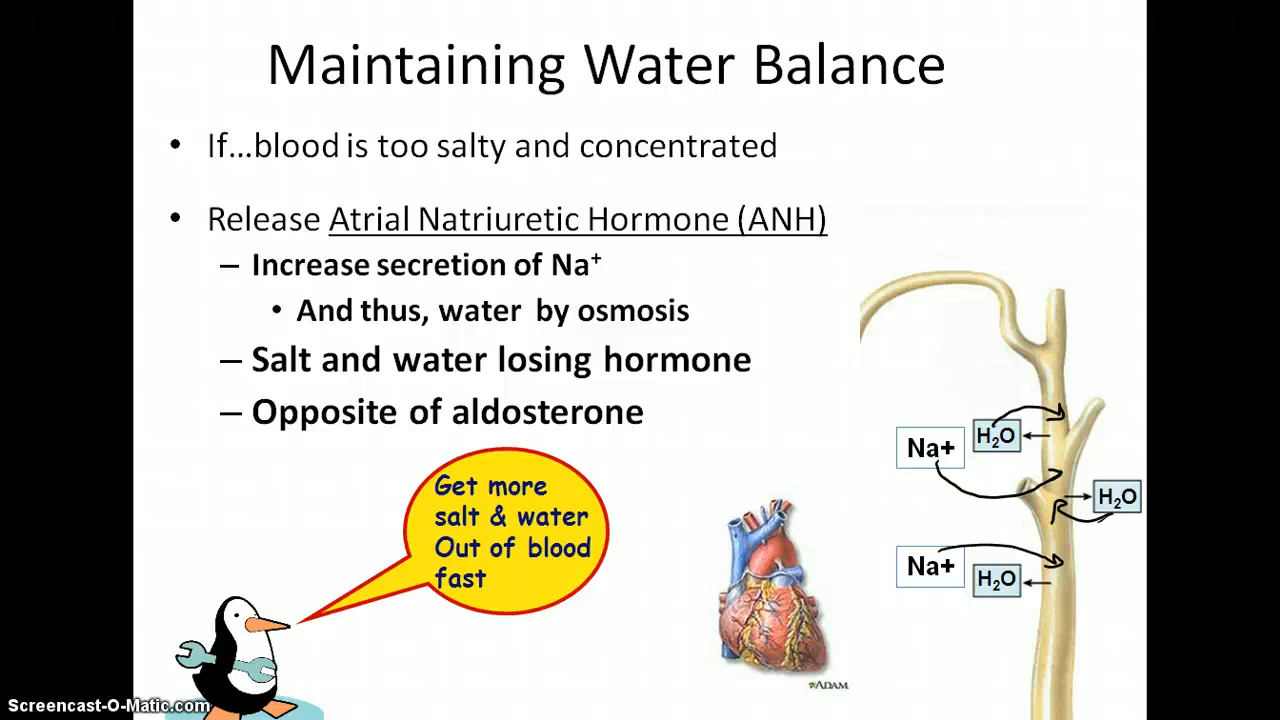 Maintaining Water Balance
• If...blood is too salty and concentrated
• Release Atrial Natriuretic Hormone (ANH)
– Increase secretion of Na⁺
• And thus, water by osmosis
– Salt and water losing hormone
– Opposite of aldosterone
Get more
salt & water
Out of blood
fast
Na+
H₂O
H₂O
Na+
H₂O
ADAM
Screencast-O-Matic.com